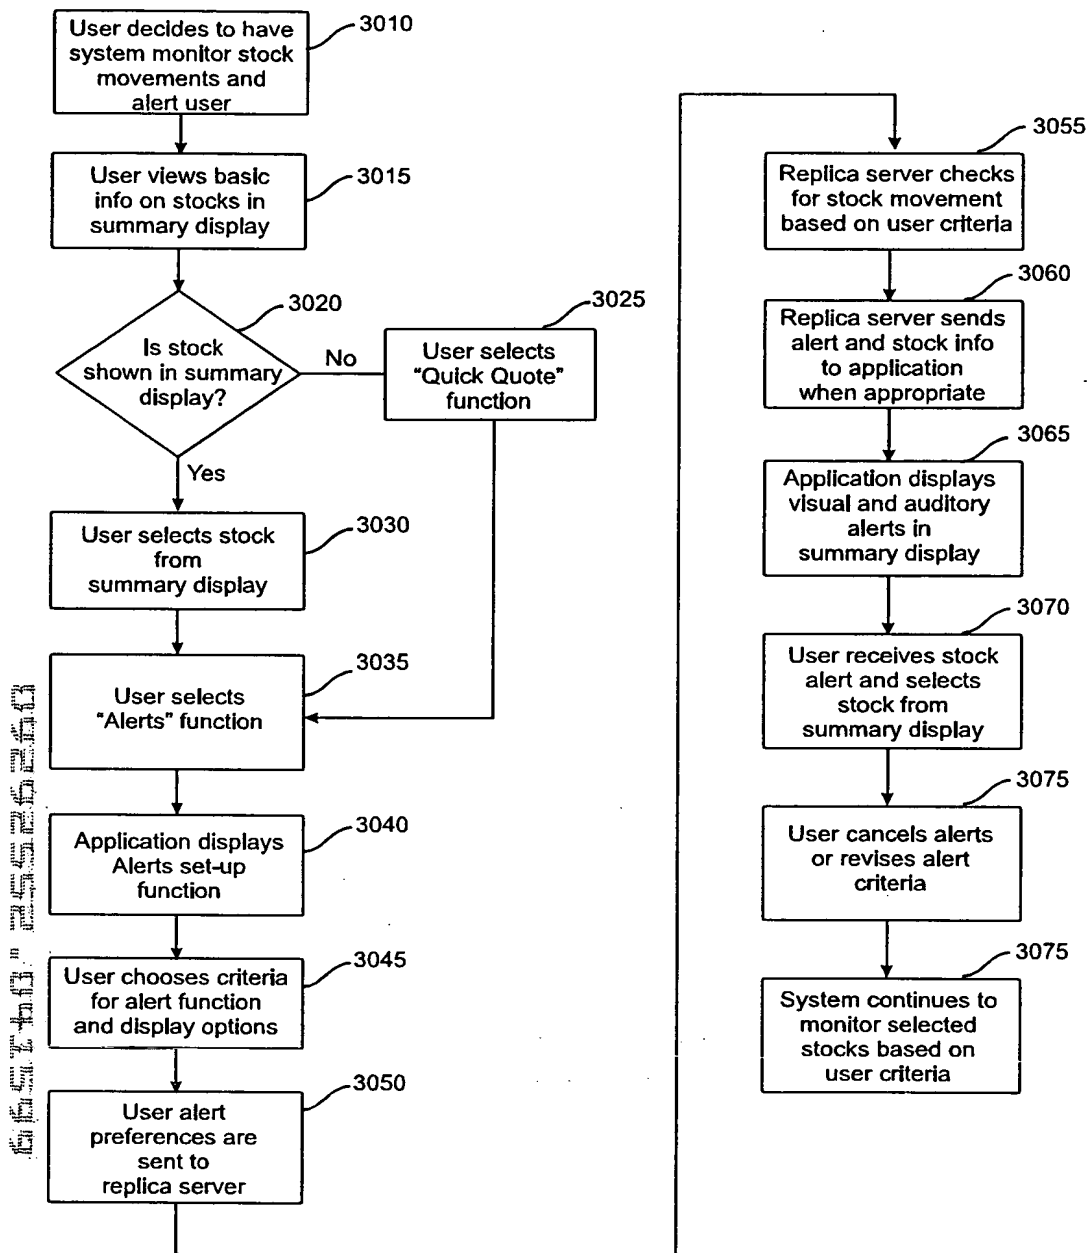 User decides to have
system monitor stock
movements and
alert user
3010
User views basic
info on stocks in
summary display
3015
Is stock
shown in summary
display?
3020
No
Yes
User selects
“Quick Quote”
function
3025
User selects stock
from
summary display
3030
User selects
“Alerts” function
3035
Application displays
Alerts set-up
function
3040
User chooses criteria
for alert function
and display options
3045
User alert
preferences are
sent to
replica server
3050
Replica server checks
for stock movement
based on user criteria
3055
Replica server sends
alert and stock info
to application
when appropriate
3060
Application displays
visual and auditory
alerts in
summary display
3065
User receives stock
alert and selects
stock from
summary display
3070
User cancels alerts
or revises alert
criteria
3075
System continues to
monitor selected
stocks based on
user criteria
3075